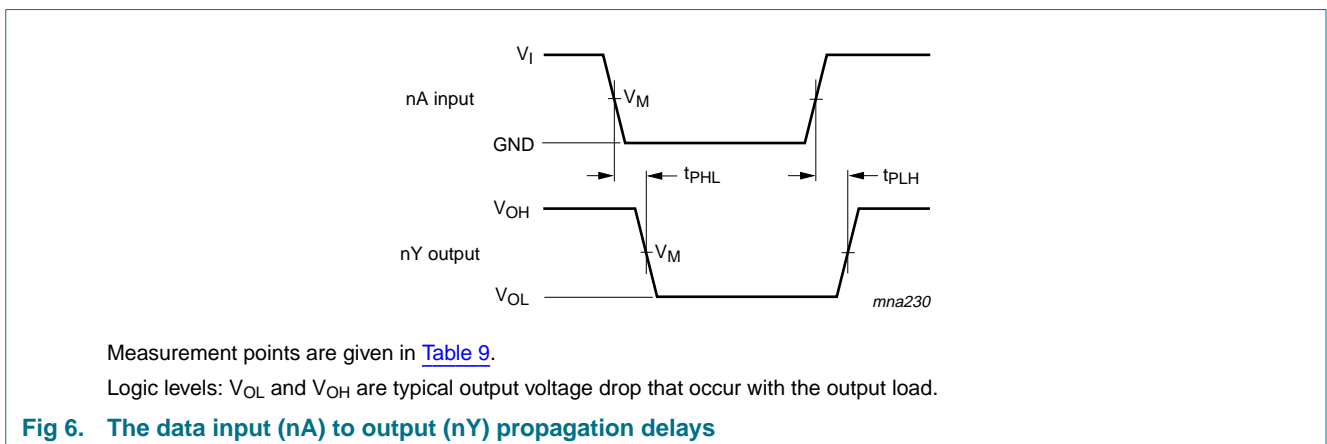 V_I
nA input
V_M
GND
t_PHL
t_PLH
V_OH
nY output
V_M
V_OL
mna230
Measurement points are given in Table 9.
Logic levels: V_OL and V_OH are typical output voltage drop that occur with the output load.
Fig 6. The data input (nA) to output (nY) propagation delays